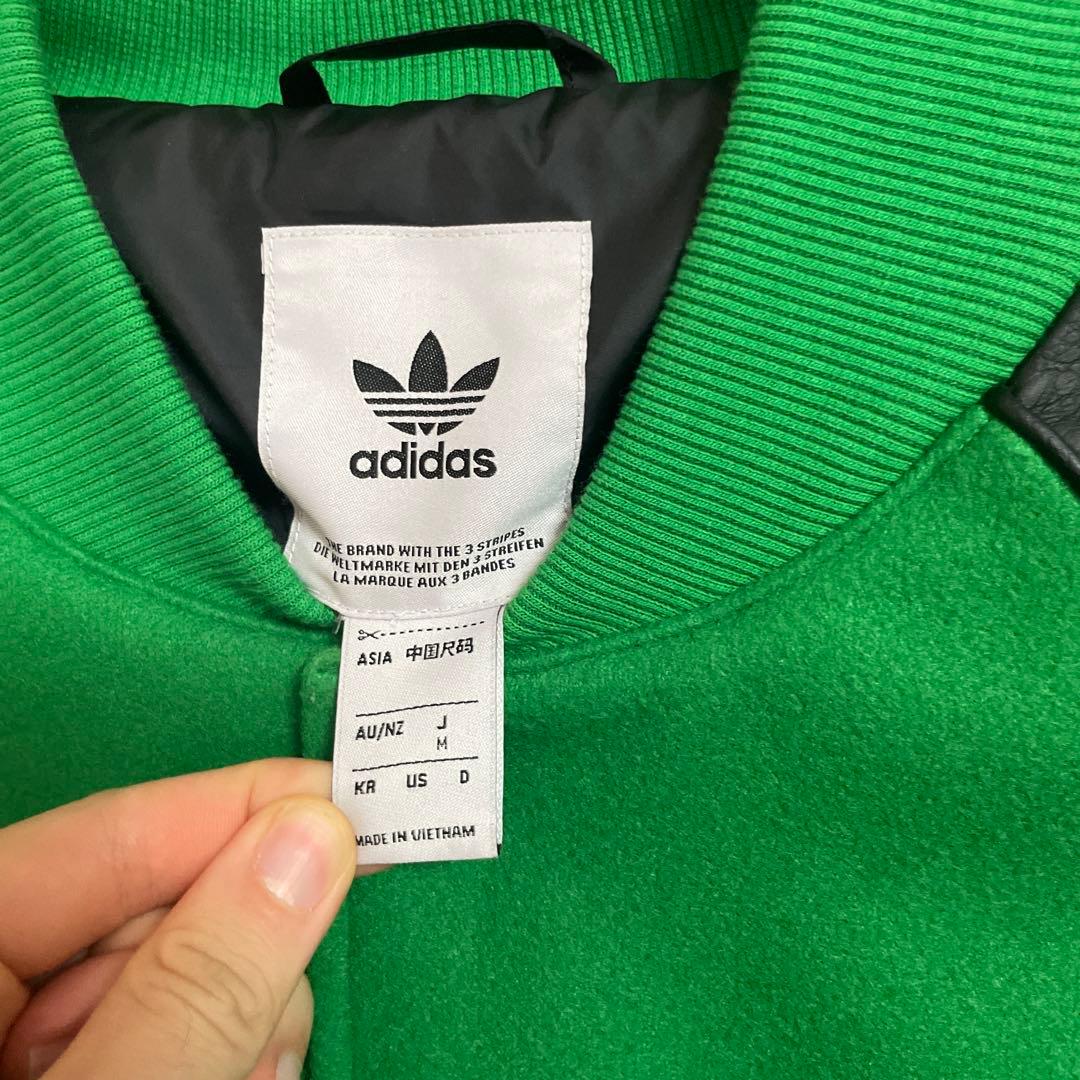 adidas
THE BRAND WITH THE 3 STRIPES
DIE WELTMARKE MIT DEN 3 STREIFEN
LA MARQUE AUX 3 BANDES
ASIA 中国尺码
AU/NZ J
M
KR US D
MADE IN VIETNAM